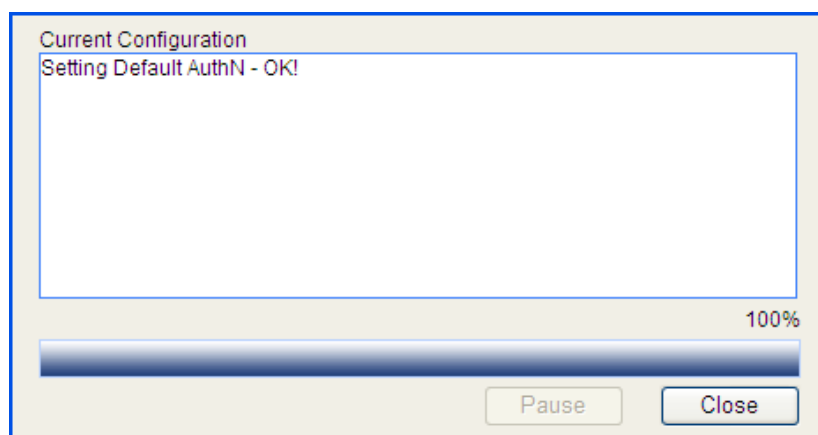 Current Configuration
Setting Default AuthN - OK!
100%
Pause
Close